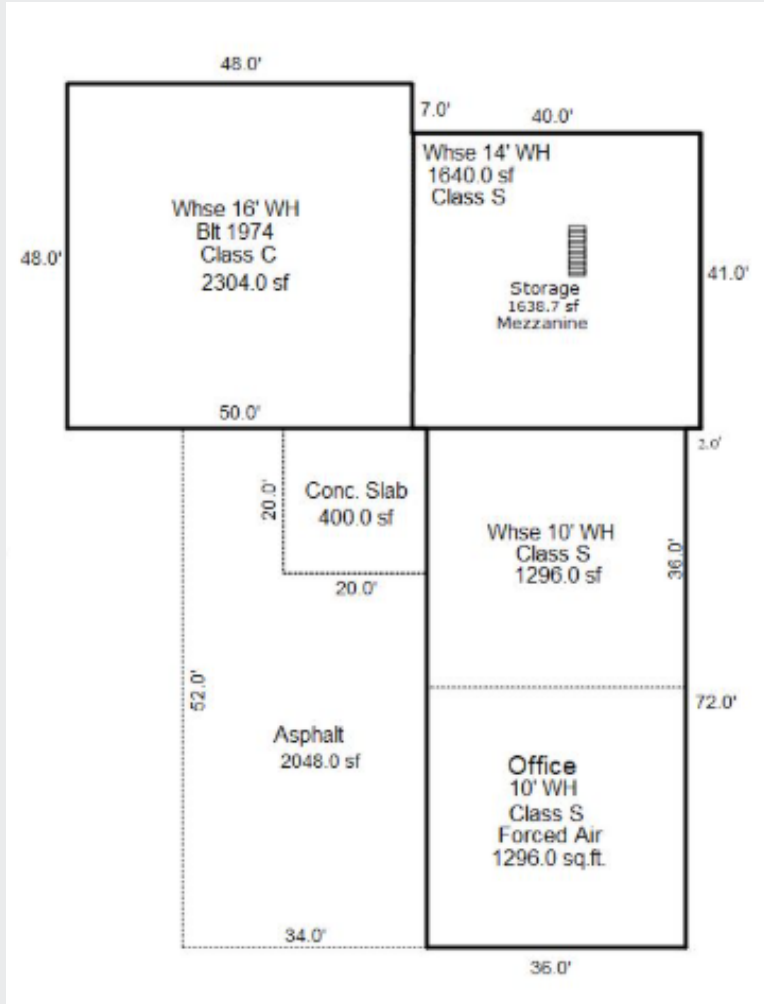 48.0'
7.0'
40.0'
Whse 14' WH
1640.0 sf
Class S
Whse 16' WH
Blt 1974
Class C
2304.0 sf
48.0'
41.0'
Storage
1638.7 sf
Mezzanine
50.0'
2.0'
20.0'
Conc. Slab
400.0 sf
Whse 10' WH
Class S
1296.0 sf
36.0'
20.0'
52.0'
72.0'
Asphalt
2048.0 sf
Office
10' WH
Class S
Forced Air
1296.0 sq.ft.
34.0'
36.0'